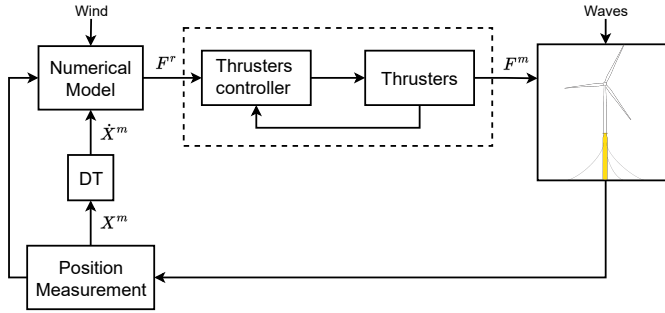 Wind
Waves
Numerical
Model
F^r
Thrusters
controller
Thrusters
F^m
Ẋ^m
DT
X^m
Position
Measurement